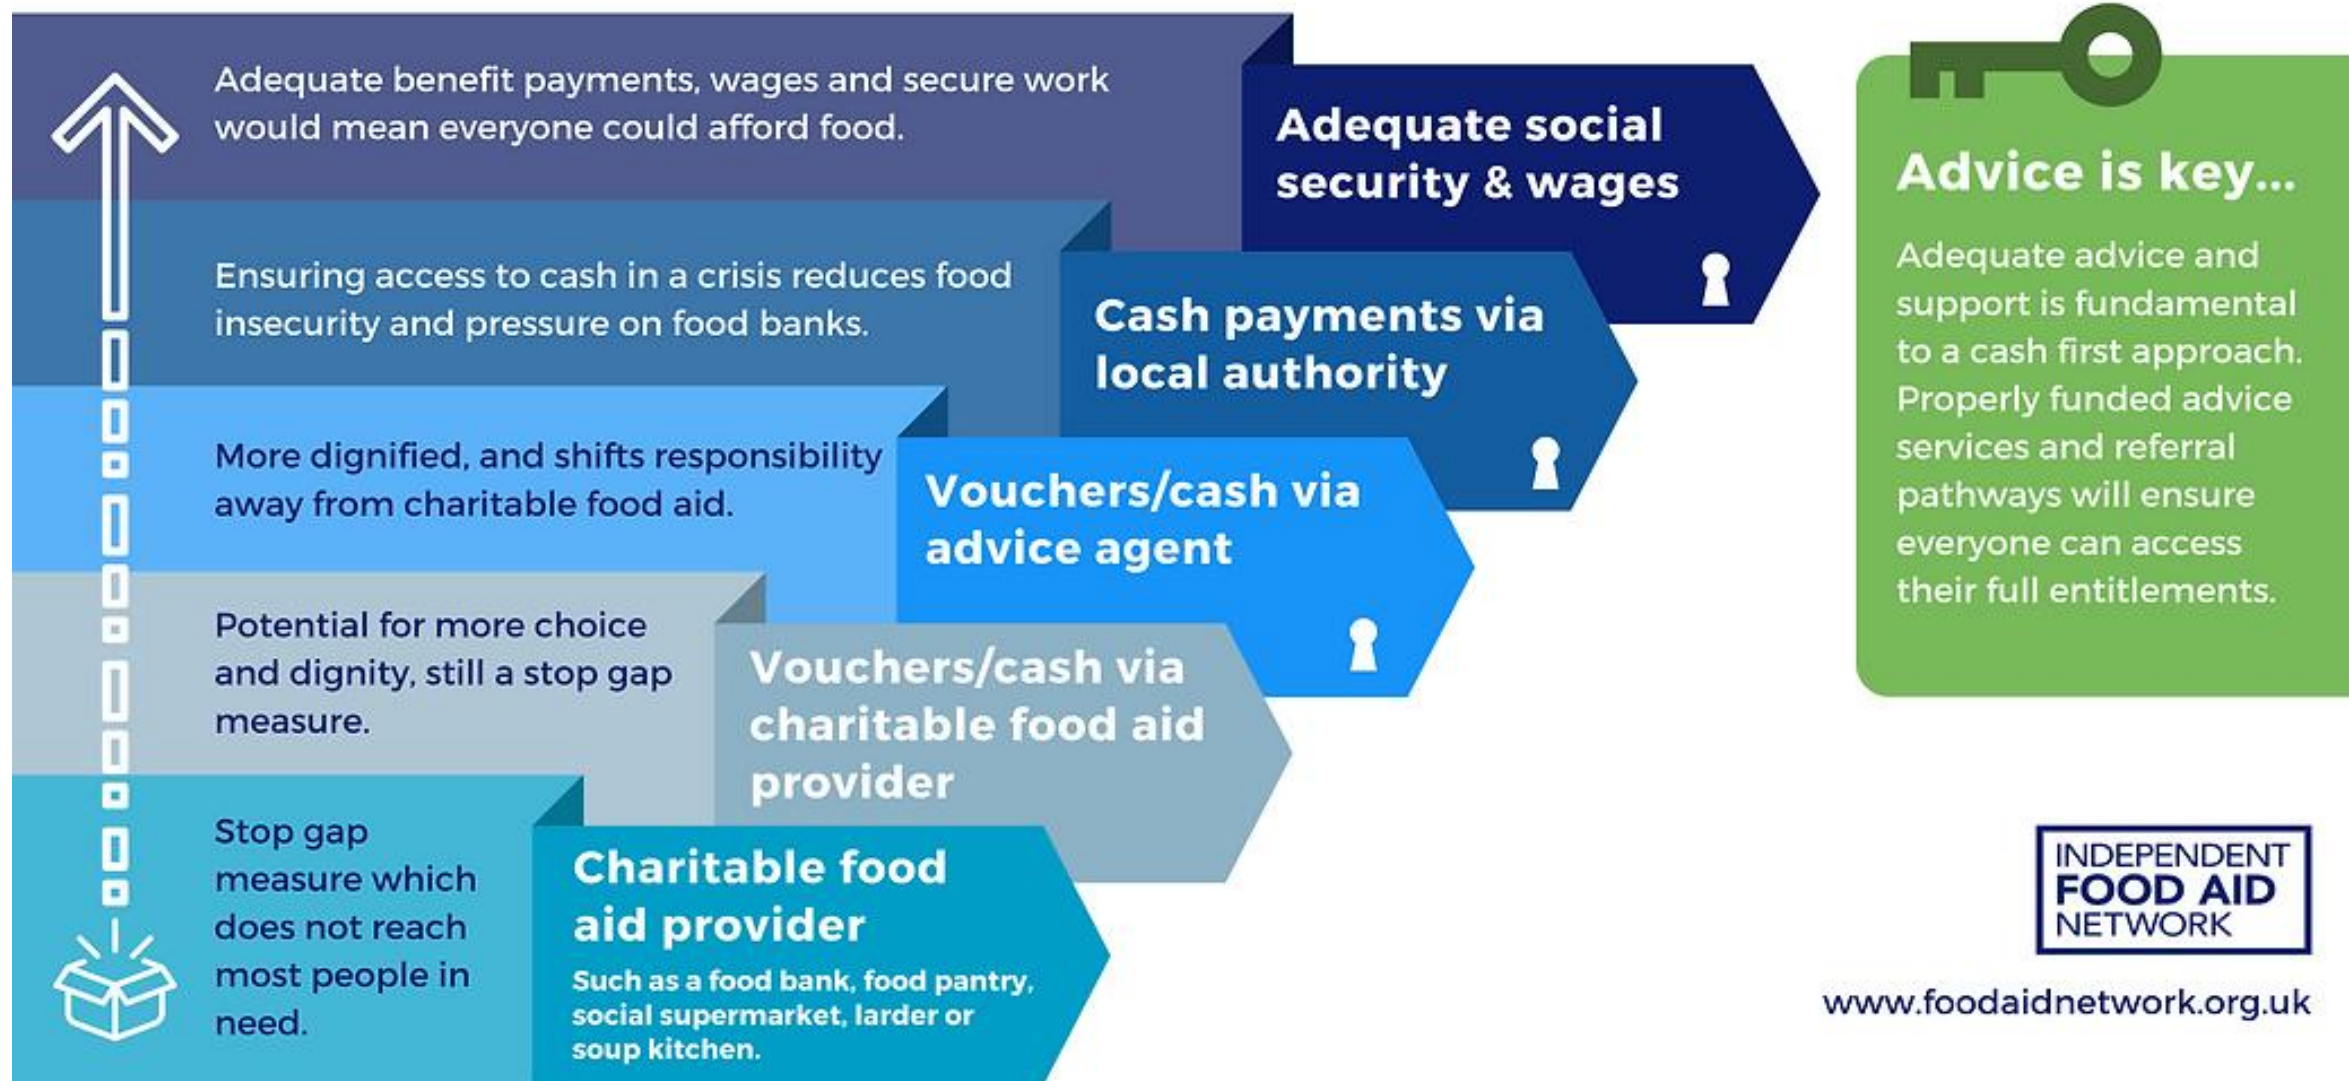 Adequate benefit payments, wages and secure work
would mean everyone could afford food.
Adequate social
security & wages
Ensuring access to cash in a crisis reduces food
insecurity and pressure on food banks.
Cash payments via
local authority
More dignified, and shifts responsibility
away from charitable food aid.
Vouchers/cash via
advice agent
Potential for more choice
and dignity, still a stop gap
measure.
Vouchers/cash via
charitable food aid
provider
Stop gap
measure which
does not reach
most people in
need.
Charitable food
aid provider
Such as a food bank, food pantry,
social supermarket, larder or
soup kitchen.
Advice is key...
Adequate advice and
support is fundamental
to a cash first approach.
Properly funded advice
services and referral
pathways will ensure
everyone can access
their full entitlements.
INDEPENDENT
FOOD AID
NETWORK
www.foodaidnetwork.org.uk